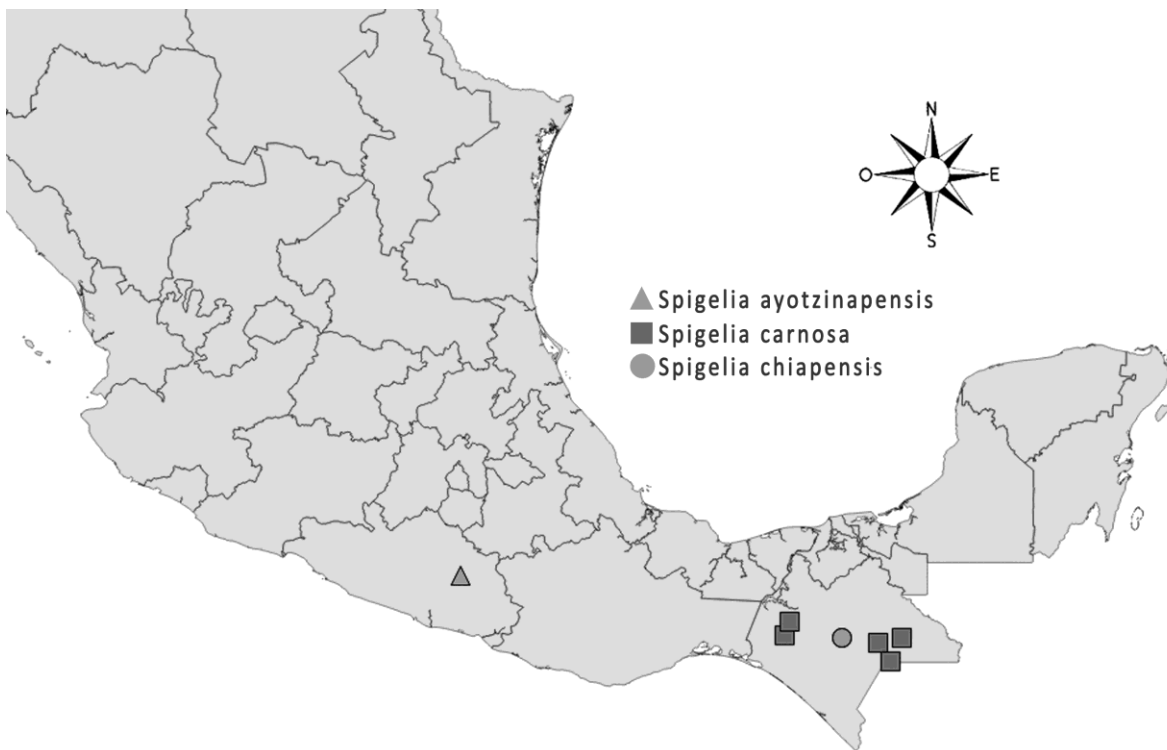 N
O E
S
Spigelia ayotzinapensis
Spigelia carnosa
Spigelia chiapensis